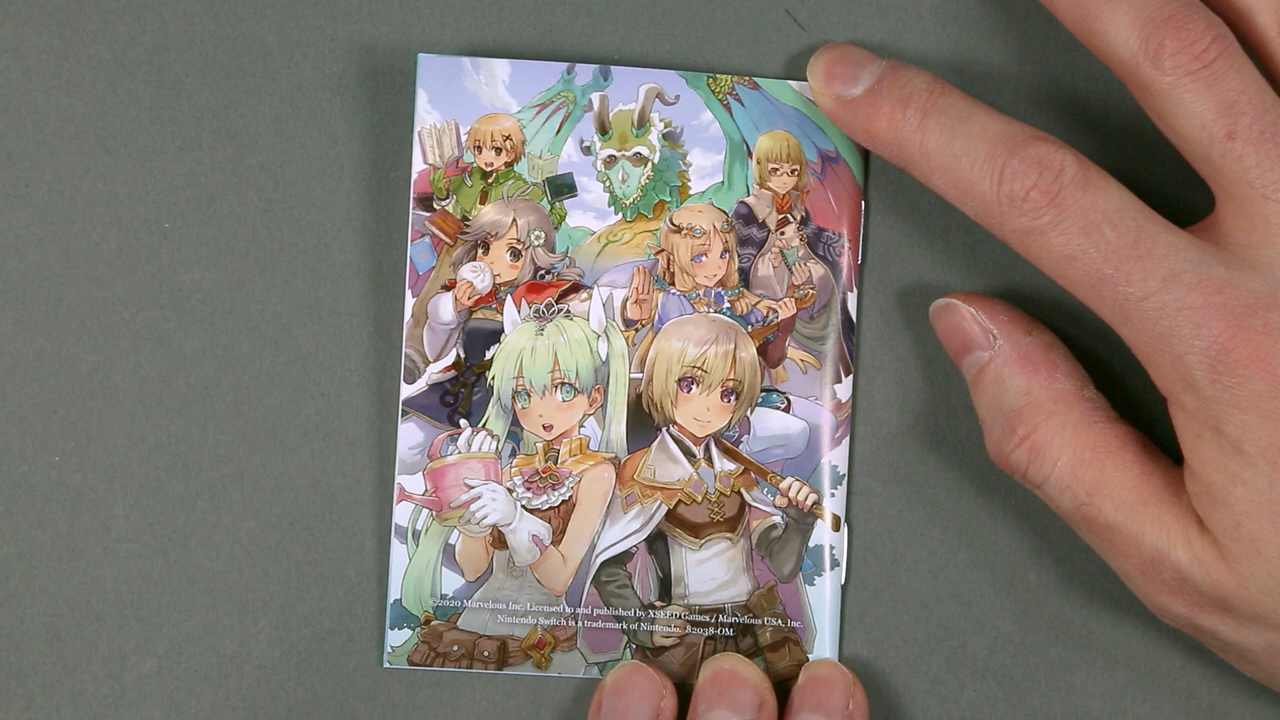 ©2020 Marvelous Inc. Licensed to and published by XSEED Games / Marvelous USA, Inc.
Nintendo Switch is a trademark of Nintendo. 82038-OM